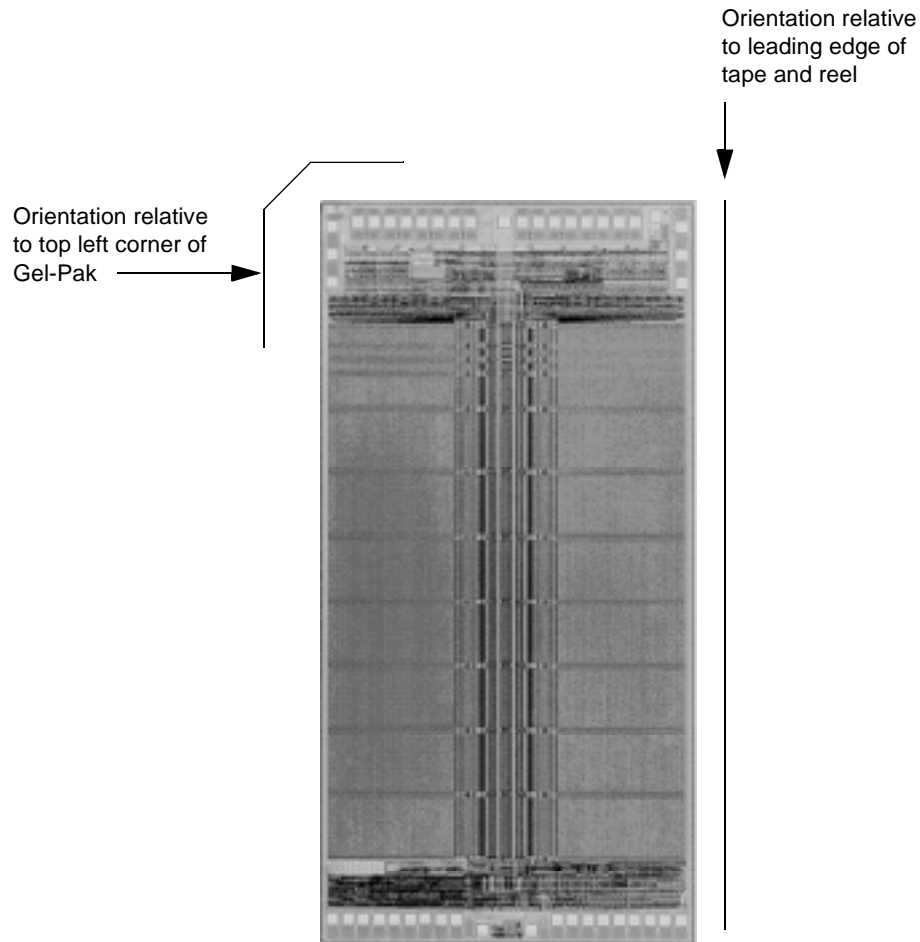 Orientation relative
to leading edge of
tape and reel
Orientation relative
to top left corner of
Gel-Pak